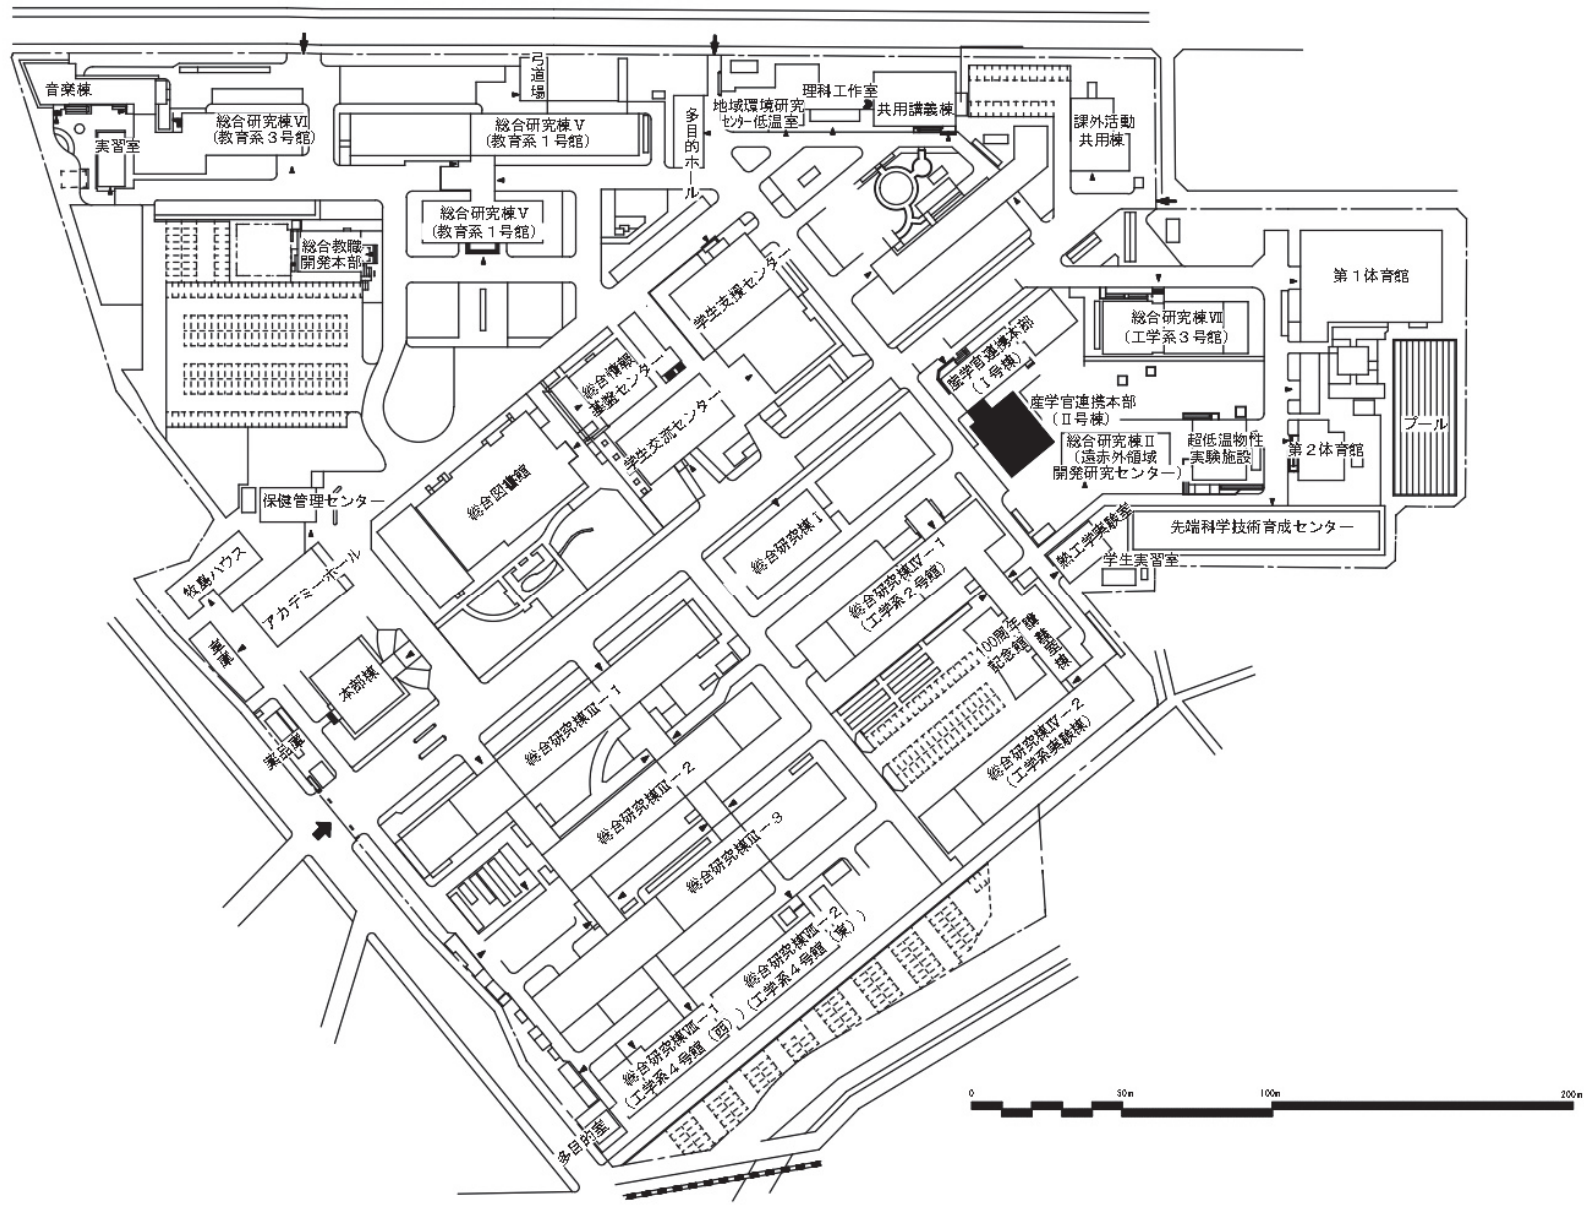 音楽棟
実習室
総合研究棟Ⅵ
(教育系3号館)
総合研究棟Ⅴ
(教育系1号館)
弓道場
多目的ホール
地域環境研究
センター低温室
理科工作室
共用講義棟
課外活動
共用棟
総合教職
開発本部
総合研究棟Ⅴ
(教育系1号館)
学生支援センター
総合情報
基盤センター
学生交流センター
総合図書館
保健管理センター
牧島ハウス
アカデミーホール
車庫
本部棟
薬品庫
産学官連携本部
(Ⅰ号棟)
産学官連携本部
(Ⅱ号棟)
総合研究棟Ⅶ
(工学系3号館)
第1体育館
総合研究棟Ⅱ
(遠赤外領域
開発研究センター)
超低温物性
実験施設
第2体育館
プール
先端科学技術育成センター
熱工学実験室
学生実習室
総合研究棟Ⅰ
総合研究棟Ⅳ-1
(工学系2号館)
100周年
記念館
講義室棟
総合研究棟Ⅳ-2
(工学系実験棟)
総合研究棟Ⅲ-1
総合研究棟Ⅲ-2
総合研究棟Ⅲ-3
総合研究棟Ⅷ-2
(工学系4号館(東))
総合研究棟Ⅷ-1
(工学系4号館(西))
多目的室
0 50m 100m 200m